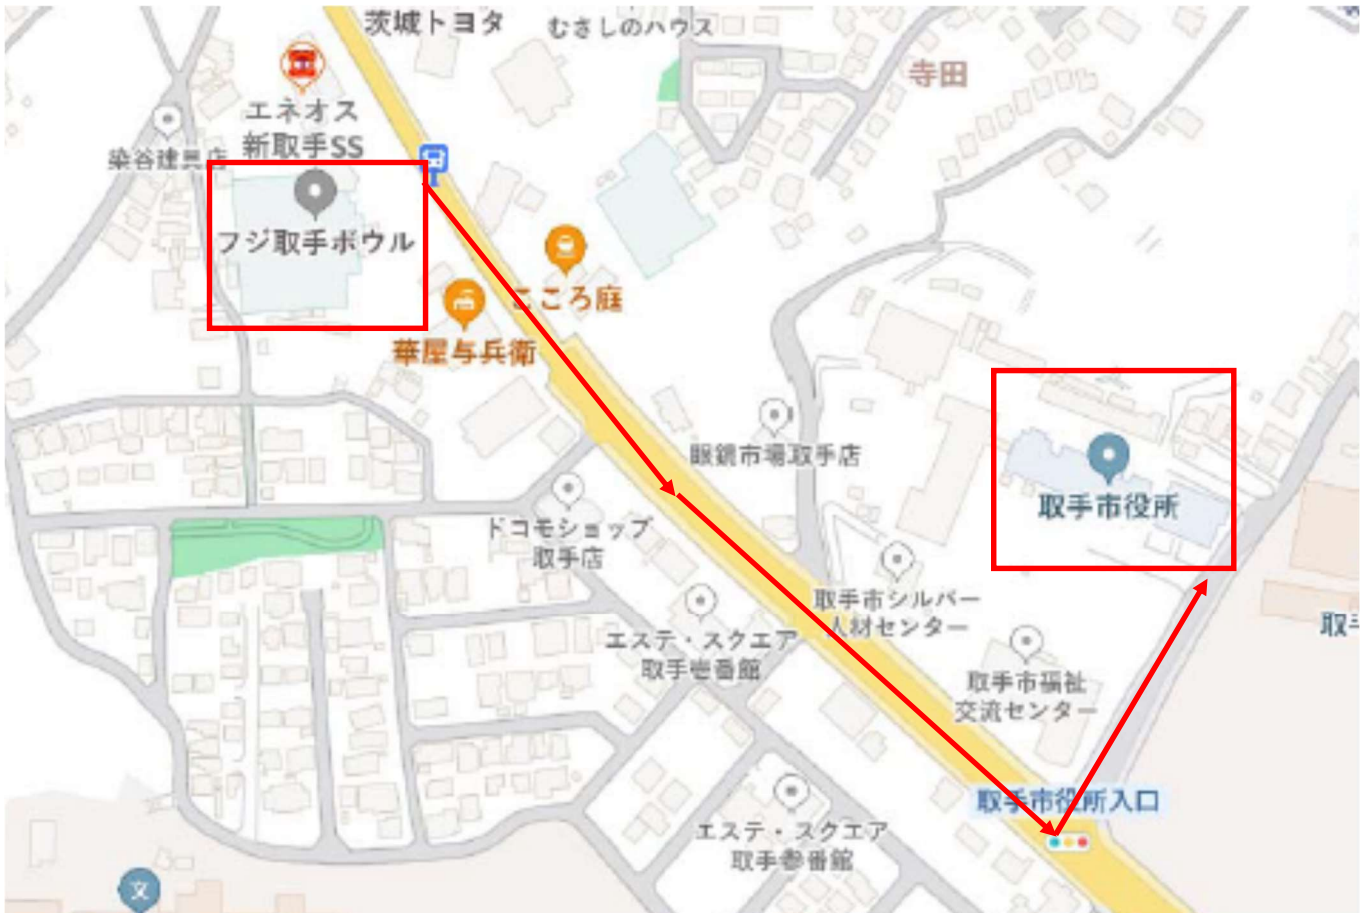 茨城トヨタ
むさしのハウス
寺田
エネオス
新取手SS
染谷建具店
フジ取手ボウル
こころ庭
華屋与兵衛
眼鏡市場取手店
取手市役所
ドコモショップ
取手店
取手市シルバー
人材センター
エステ・スクエア
取手壱番館
取手市福祉
交流センター
取手市役所入口
エステ・スクエア
取手参番館
文